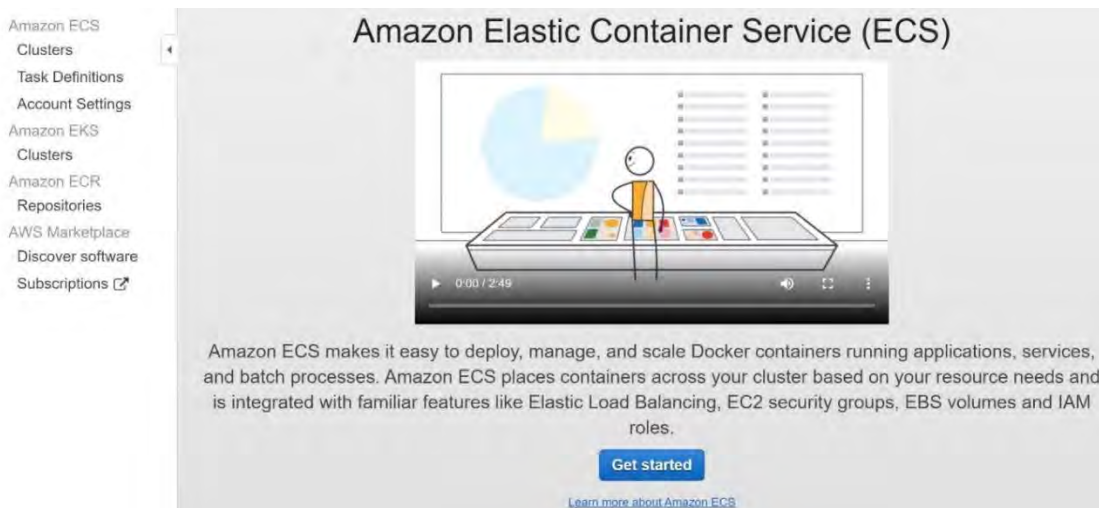 Amazon ECS
Clusters
Task Definitions
Account Settings
Amazon EKS
Clusters
Amazon ECR
Repositories
AWS Marketplace
Discover software
Subscriptions
Amazon Elastic Container Service (ECS)
0:00 / 2:49
Amazon ECS makes it easy to deploy, manage, and scale Docker containers running applications, services,
and batch processes. Amazon ECS places containers across your cluster based on your resource needs and
is integrated with familiar features like Elastic Load Balancing, EC2 security groups, EBS volumes and IAM
roles.
Get started
Learn more about Amazon ECS